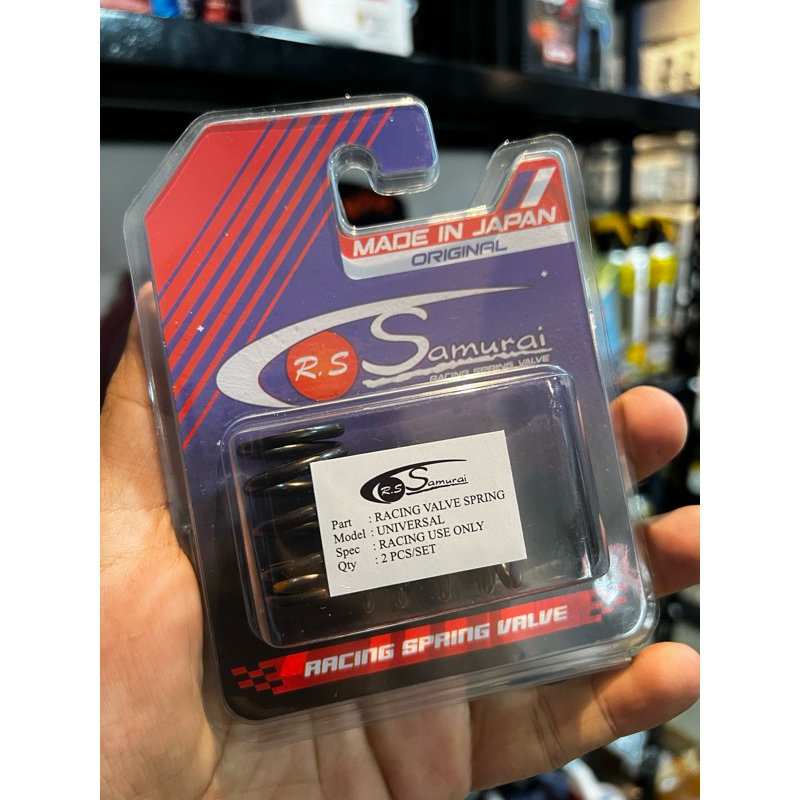 MADE IN JAPAN
ORIGINAL
R.S Samurai
RACING SPRING VALVE
R.S Samurai
Part : RACING VALVE SPRING
Model : UNIVERSAL
Spec : RACING USE ONLY
Qty : 2 PCS/SET
RACING SPRING VALVE